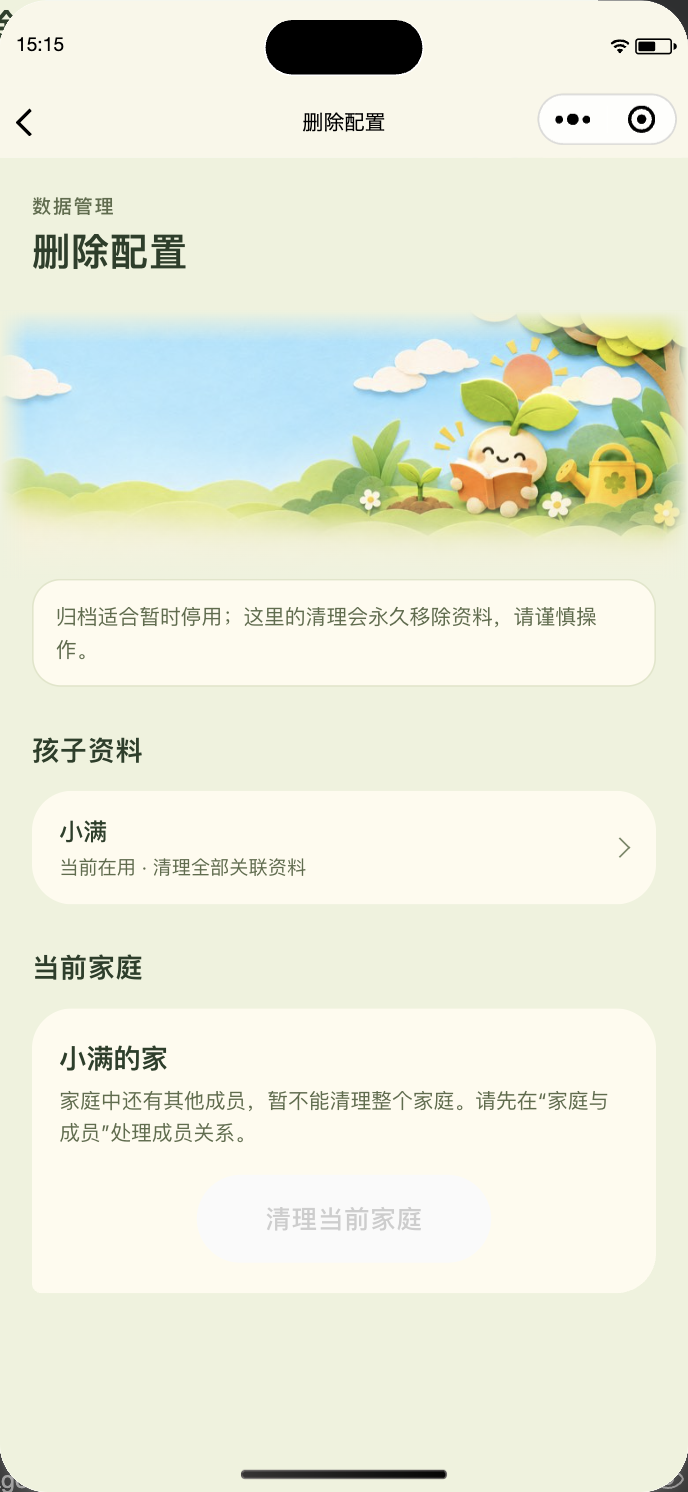 15:15
删除配置
数据管理
删除配置
归档适合暂时停用；这里的清理会永久移除资料，请谨慎操
作。
孩子资料
小满
当前在用 · 清理全部关联资料
当前家庭
小满的家
家庭中还有其他成员，暂不能清理整个家庭。请先在“家庭与
成员”处理成员关系。
清理当前家庭